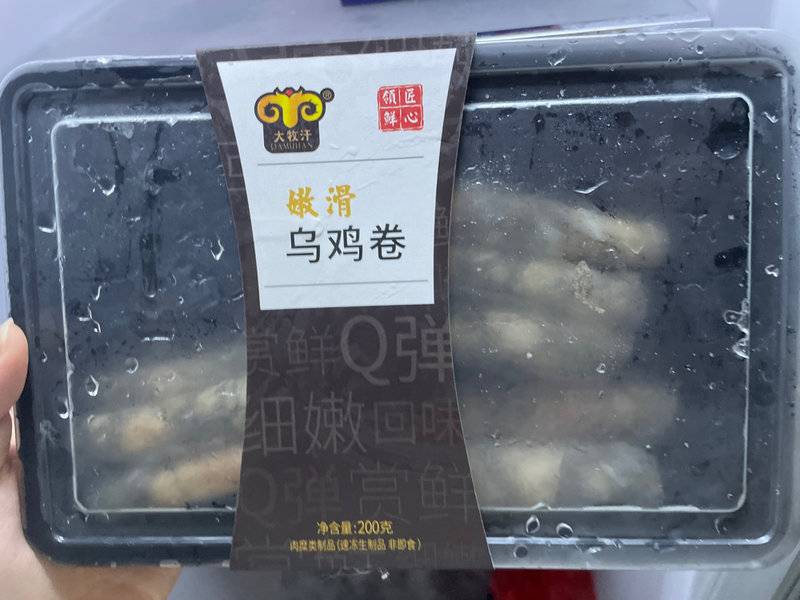 大牧汗
DAMUHAN
®
领匠
鲜心
嫩滑
乌鸡卷
赏鲜Q弹
细嫩回味
Q弹赏鲜
净含量:200克
肉糜类制品(速冻生制品 非即食)